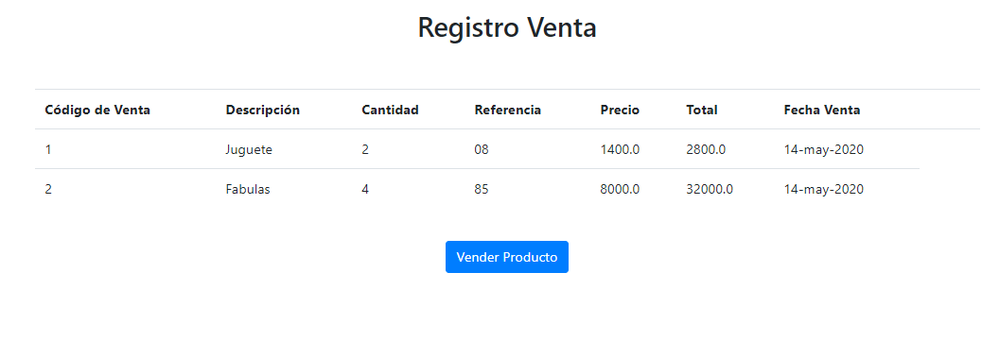 Registro Venta
Código de Venta Descripción Cantidad Referencia Precio Total Fecha Venta
1 Juguete 2 08 1400.0 2800.0 14-may-2020
2 Fabulas 4 85 8000.0 32000.0 14-may-2020
Vender Producto